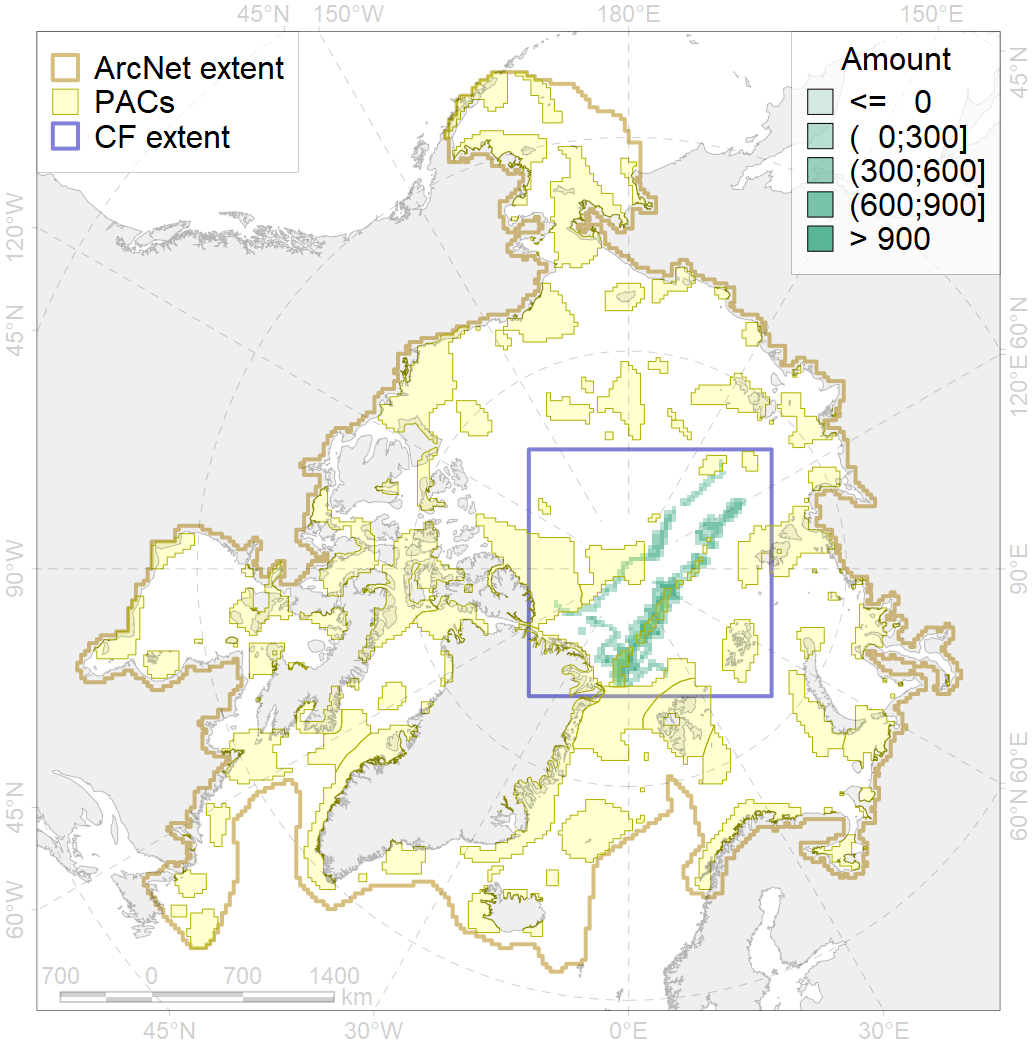 45°N 150°W 180°E 150°E
ArcNet extent
PACs
CF extent
Amount
<= 0
( 0;300]
(300;600]
(600;900]
> 900
45°N
120°W
60°N
45°N
120°E
90°W
90°E
60°E
45°N
60°N
60°W
700 0 700 1400
km
45°N 30°W 0°E 30°E